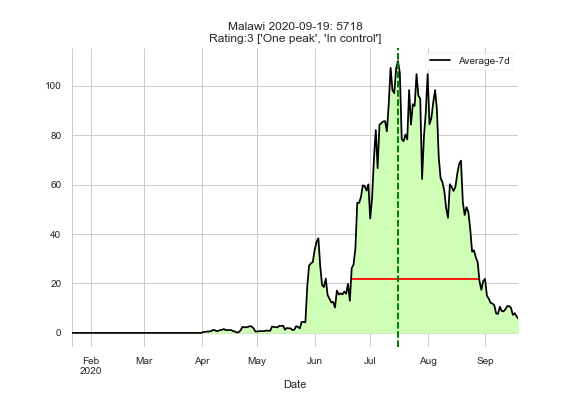 Malawi 2020-09-19: 5718
Rating:3 ['One peak', 'In control']
Average-7d
100
80
60
40
20
0
Feb Mar Apr May Jun Jul Aug Sep
2020
Date